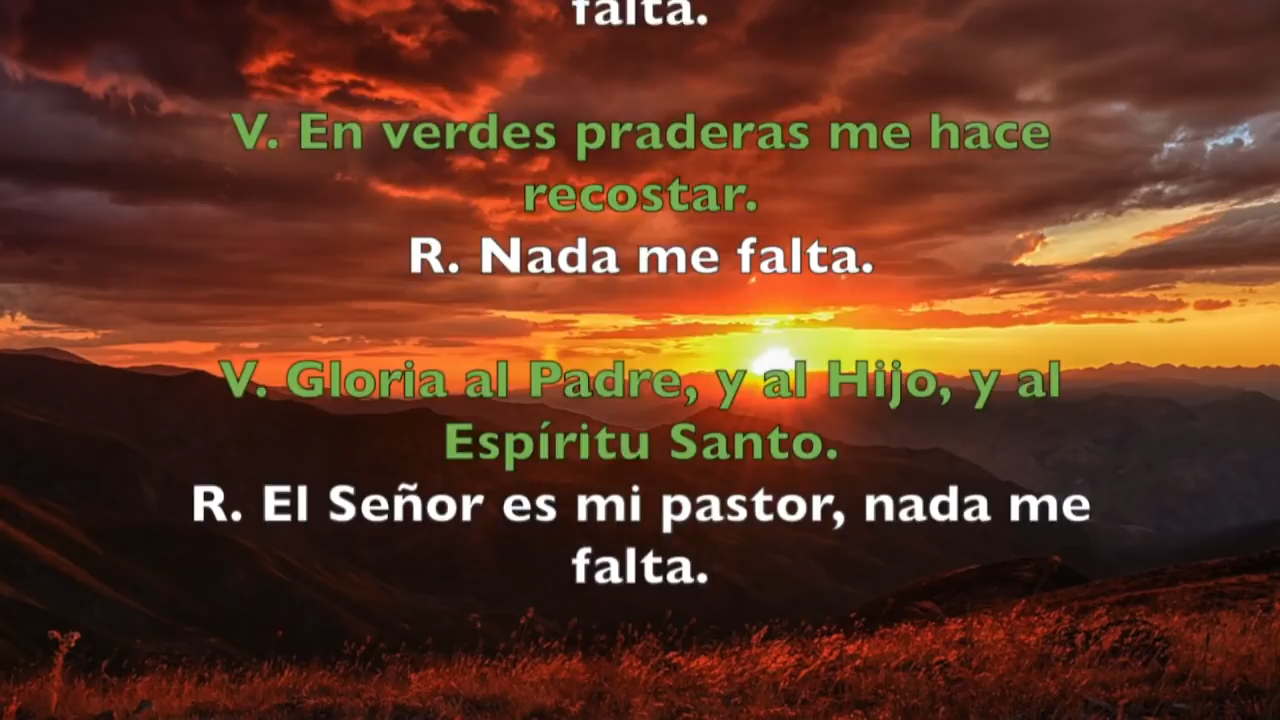 falta.
V. En verdes praderas me hace
recostar.
R. Nada me falta.
V. Gloria al Padre, y al Hijo, y al
Espíritu Santo.
R. El Señor es mi pastor, nada me
falta.